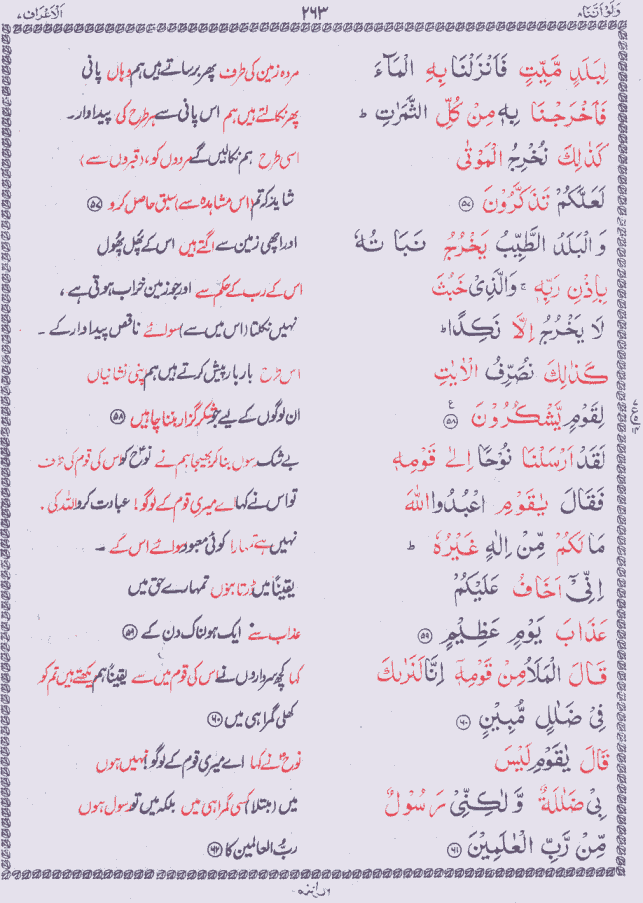 وَلَوْ اَنَّنَا ۸ ۲۶۳ اَلْاَعْرَاف ۷
لِبَلَدٍ مَّيِّتٍ فَاَنْزَلْنَا بِهِ الْمَآءَ مردہ زمین کی طرف پھر برساتے ہیں ہم وہاں پانی
فَاَخْرَجْنَا بِهٖ مِنْ كُلِّ الثَّمَرٰتِ ؕ پھر نکالتے ہیں ہم اس پانی سے ہر طرح کی پیداوار۔
كَذٰلِكَ نُخْرِجُ الْمَوْتٰى اسی طرح ہم نکالیں گے مردوں کو، (قبروں سے)
لَعَلَّكُمْ تَذَكَّرُوْنَ ۵۷ شاید کہ تم (اس مشاہدہ سے) سبق حاصل کرو ۵۷
وَالْبَلَدُ الطَّيِّبُ يَخْرُجُ نَبَاتُهٗ اور اچھی زمین سے اگتے ہیں اس کے پھل پھول
بِاِذْنِ رَبِّهٖ ۚ وَالَّذِىْ خَبُثَ اس کے رب کے حکم سے اور جو زمین خراب ہوتی ہے،
لَا يَخْرُجُ اِلَّا نَكِدًا ؕ نہیں نکلتا (اس میں سے) سوائے ناقص پیداوار کے۔
كَذٰلِكَ نُصَرِّفُ الْاٰيٰتِ اس طرح بار بار پیش کرتے ہیں ہم اپنی نشانیاں
لِقَوْمٍ يَّشْكُرُوْنَ ۵۸ ع ان لوگوں کے لیے جو شکر گزار بننا چاہیں ۵۸
لَقَدْ اَرْسَلْنَا نُوْحًا اِلٰى قَوْمِهٖ بے شک رسول بنا کر بھیجا ہم نے نوحؑ کو اس کی قوم کی طرف
فَقَالَ يٰقَوْمِ اعْبُدُوا اللّٰهَ تو اس نے کہا اے میری قوم کے لوگو! عبادت کرو اللہ کی۔
مَا لَكُمْ مِّنْ اِلٰهٍ غَيْرُهٗ ؕ نہیں ہے تمہارا کوئی معبود سوائے اس کے۔
اِنِّىْٓ اَخَافُ عَلَيْكُمْ یقیناً میں ڈرتا ہوں تمہارے حق میں
عَذَابَ يَوْمٍ عَظِيْمٍ ۵۹ عذاب سے ایک ہولناک دن کے ۵۹
قَالَ الْمَلَاُ مِنْ قَوْمِهٖٓ اِنَّا لَنَرٰىكَ کہا کچھ سرداروں نے اس کی قوم میں سے یقیناً ہم دیکھتے ہیں تم کو
فِىْ ضَلٰلٍ مُّبِيْنٍ ۶۰ کھلی گمراہی میں ۶۰
قَالَ يٰقَوْمِ لَيْسَ نوحؑ نے کہا اے میری قوم کے لوگو! نہیں ہوں
بِىْ ضَلٰلَةٌ وَّلٰكِنِّىْ رَسُوْلٌ میں (مبتلا) کسی گمراہی میں بلکہ میں تو رسول ہوں
مِّنْ رَّبِّ الْعٰلَمِيْنَ ۶۱ ربُّ العالمین کا